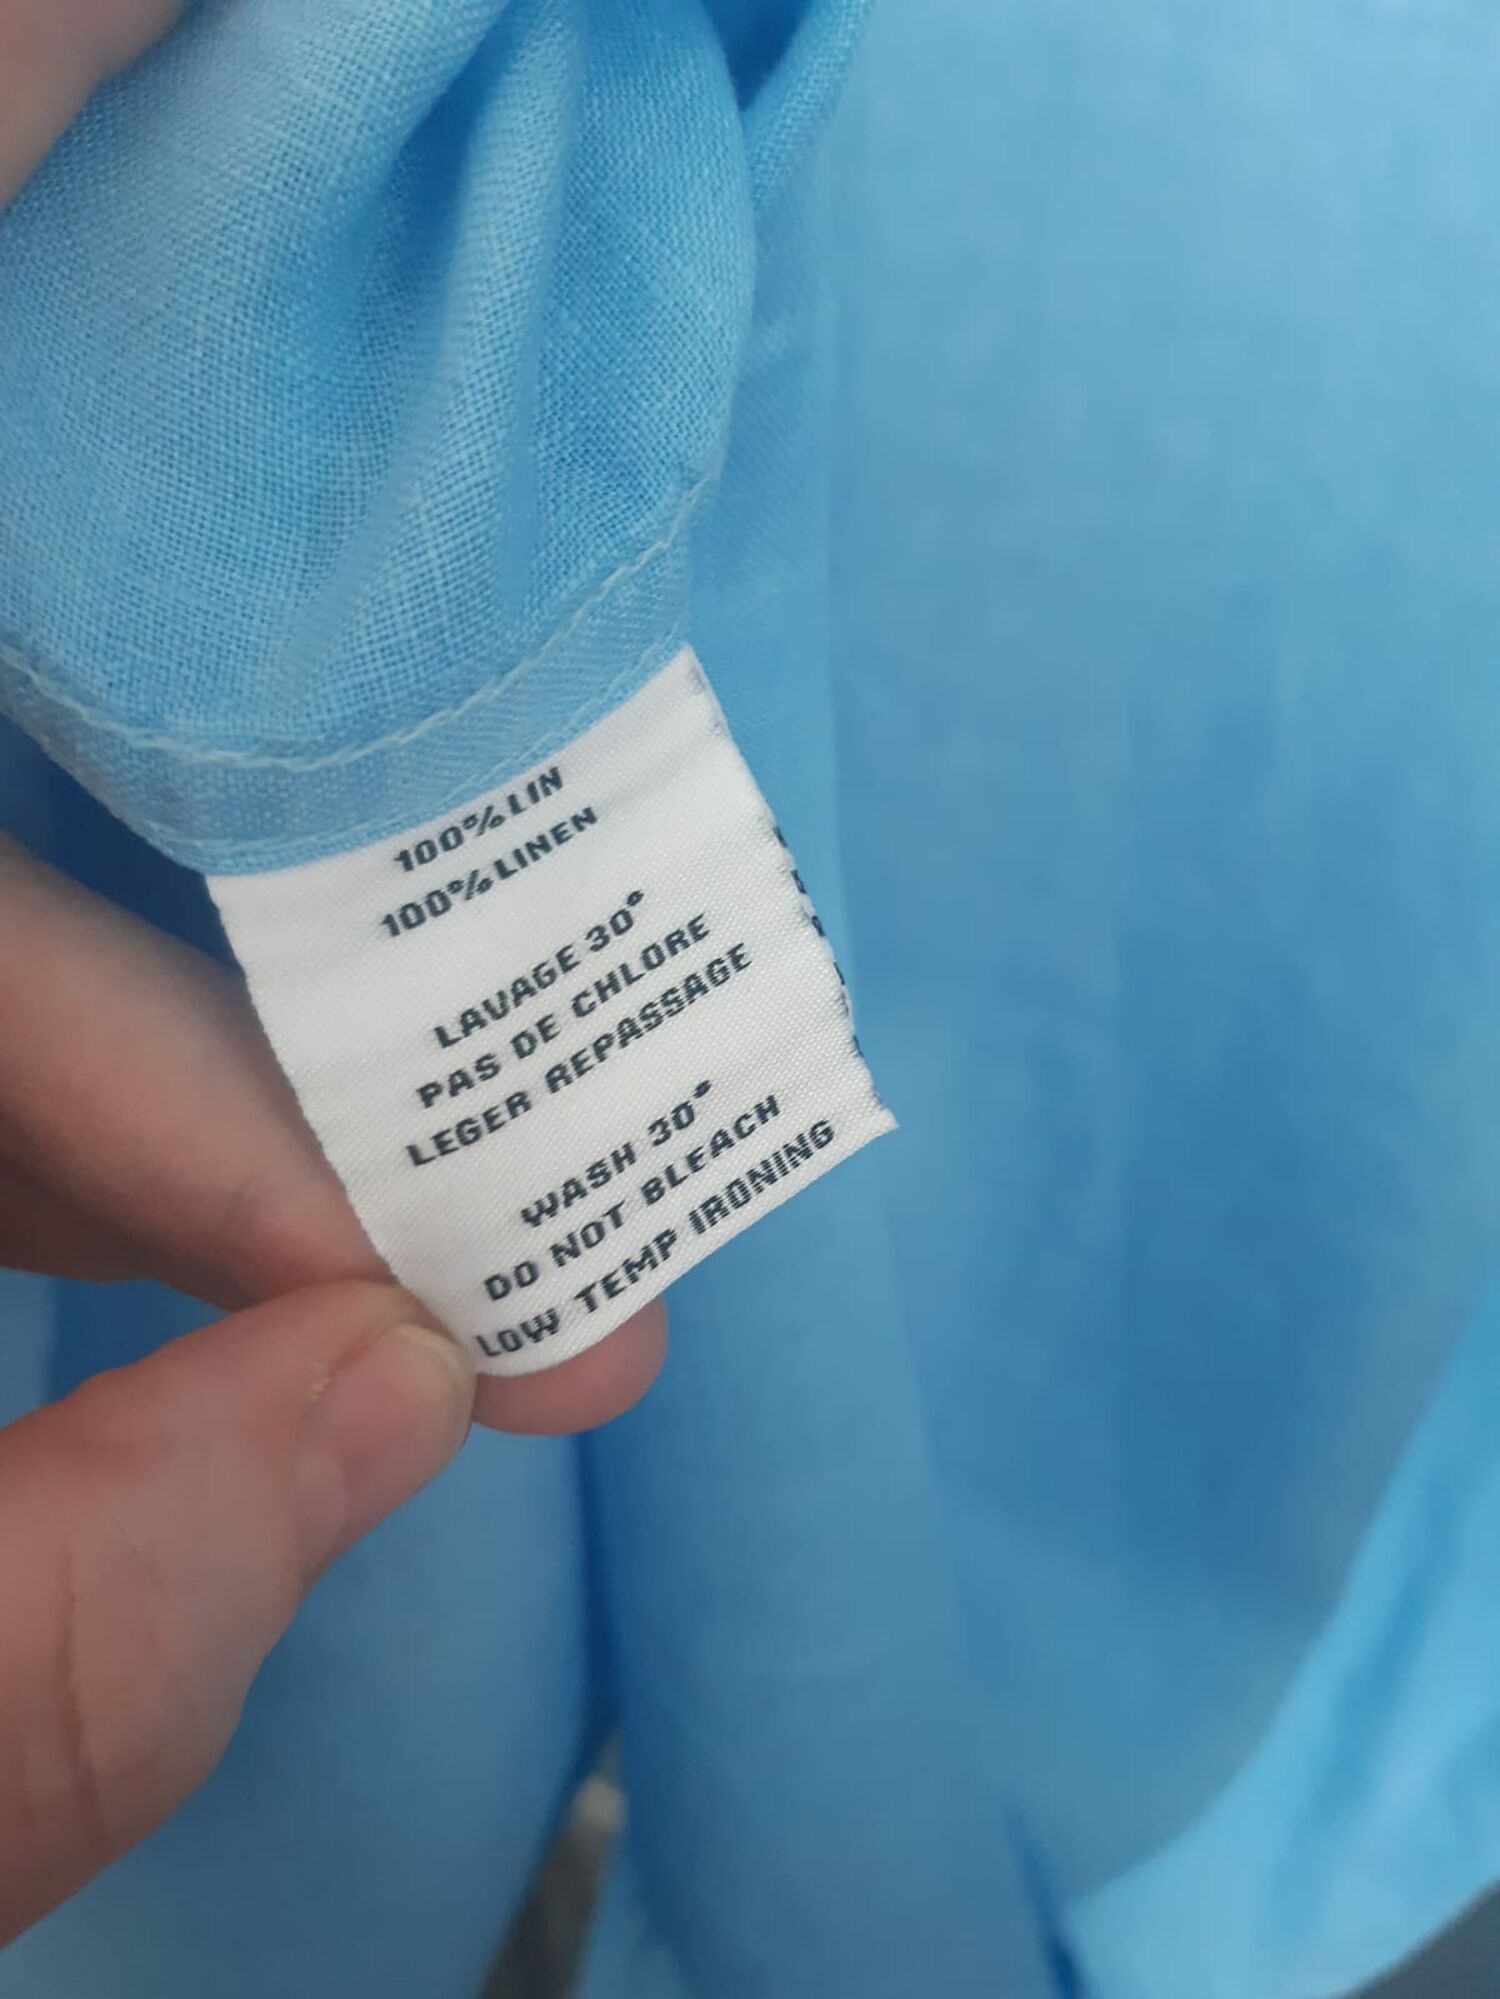 100% LIN
100% LINEN
LAVAGE 30°
PAS DE CHLORE
LEGER REPASSAGE
WASH 30°
DO NOT BLEACH
LOW TEMP IRONING